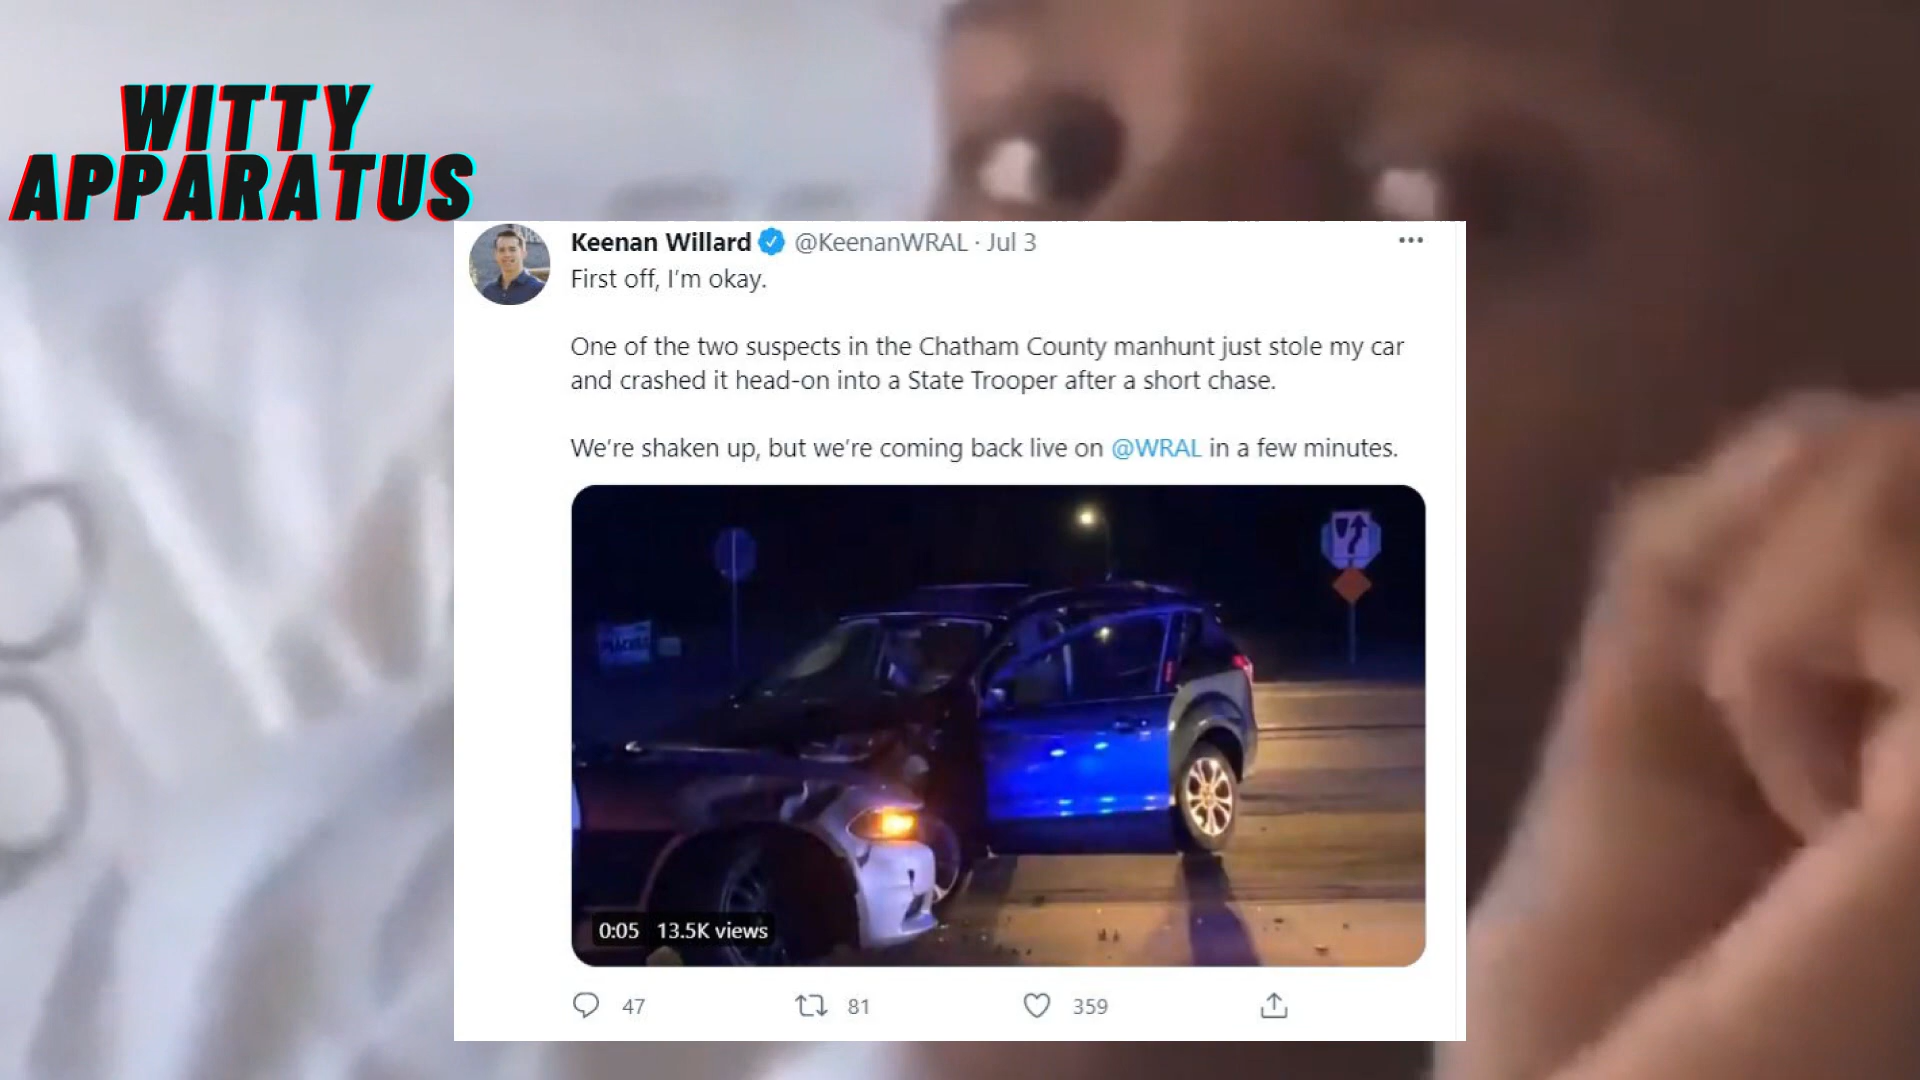 WITTY
APPARATUS
Keenan Willard @KeenanWRAL · Jul 3
First off, I'm okay.
One of the two suspects in the Chatham County manhunt just stole my car
and crashed it head-on into a State Trooper after a short chase.
We're shaken up, but we're coming back live on @WRAL in a few minutes.
0:05 13.5K views
47 81 359